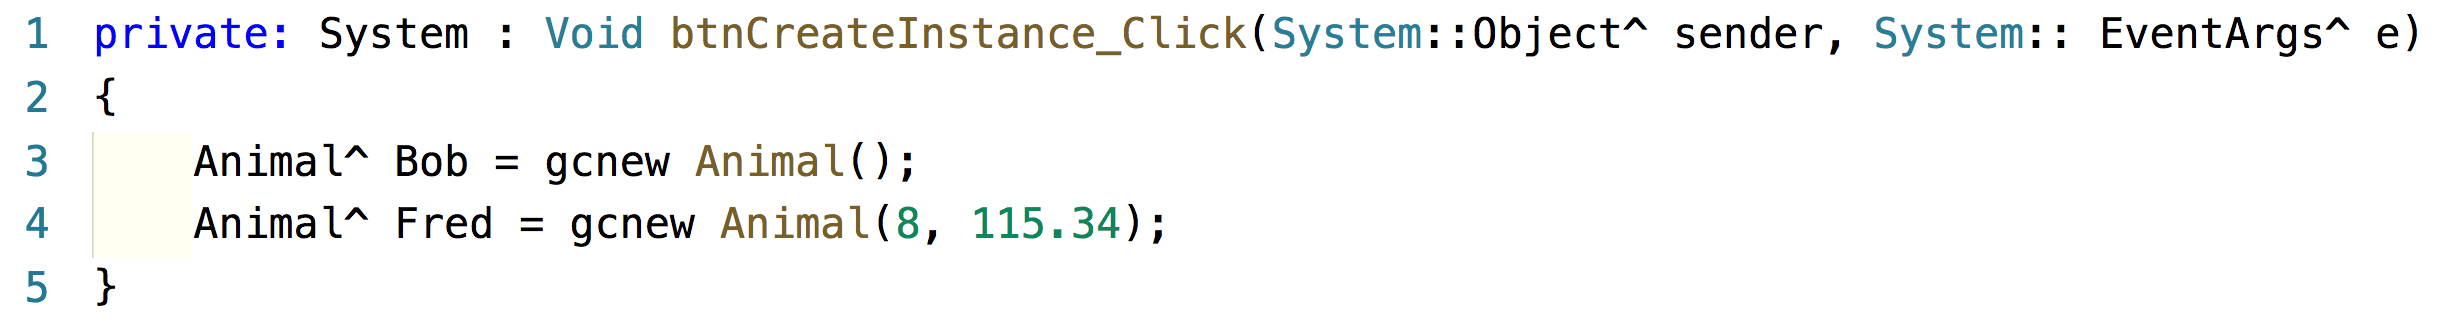 1 private: System : Void btnCreateInstance_Click(System::Object^ sender, System:: EventArgs^ e)
2 {
3     Animal^ Bob = gcnew Animal();
4     Animal^ Fred = gcnew Animal(8, 115.34);
5 }